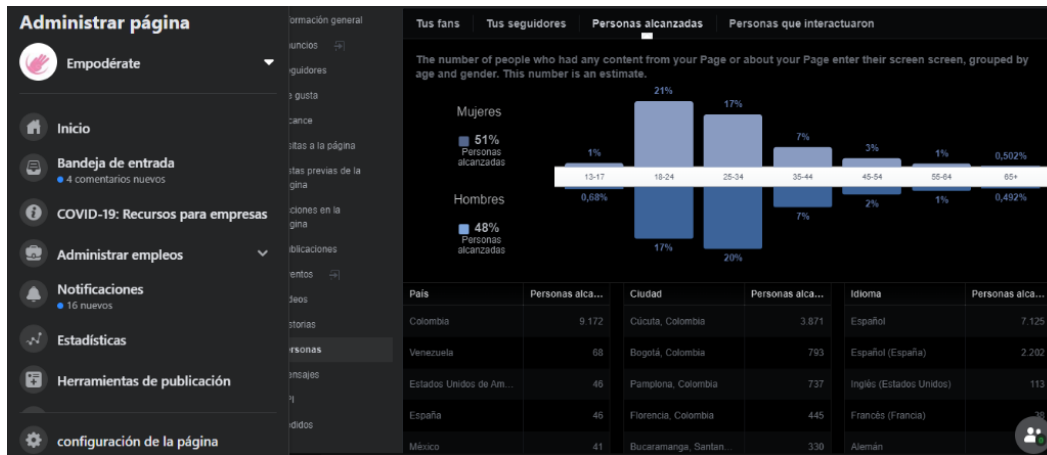 Administrar página
Empodérate
Inicio
Bandeja de entrada
4 comentarios nuevos
COVID-19: Recursos para empresas
Administrar empleos
Notificaciones
16 nuevos
Estadísticas
Herramientas de publicación
configuración de la página
formación general
uncios
guidores
gusta
cance
itas a la página
tas previas de la
gina
ciones en la
gina
blicaciones
entos
deos
storias
rsonas
ensajes
didos
Tus fans Tus seguidores Personas alcanzadas Personas que interactuaron
The number of people who had any content from your Page or about your Page enter their screen screen, grouped by
age and gender. This number is an estimate.
Mujeres
51%
Personas
alcanzadas
1% 21% 17% 7% 3% 1% 0,502%
13-17 18-24 25-34 35-44 45-54 55-64 65+
Hombres
48%
Personas
alcanzadas
0,68% 17% 20% 7% 2% 1% 0,492%
País Personas alca... Ciudad Personas alca... Idioma Personas alca...
Colombia 9.172 Cúcuta, Colombia 3.871 Español 7.125
Venezuela 68 Bogotá, Colombia 793 Español (España) 2.202
Estados Unidos de Am... 46 Pamplona, Colombia 737 Inglés (Estados Unidos) 113
España 46 Florencia, Colombia 445 Francés (Francia) 38
México 41 Bucaramanga, Santan... 330 Alemán